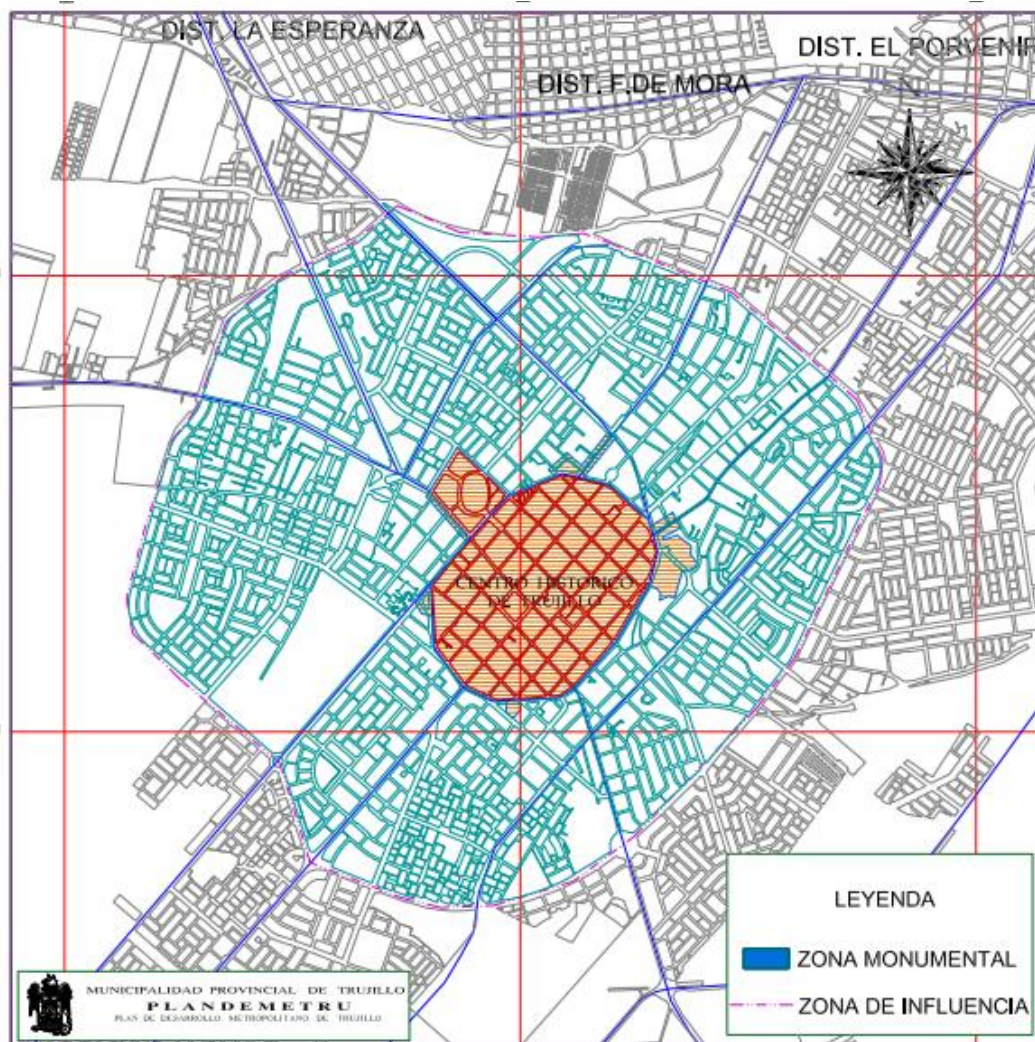 DIST. LA ESPERANZA
DIST. EL PORVENIR
DIST. F.DE MORA
CENTRO HISTORICO
DE TRUJILLO
LEYENDA
ZONA MONUMENTAL
ZONA DE INFLUENCIA
MUNICIPALIDAD PROVINCIAL DE TRUJILLO
PLANDEMETRU
PLAN DE DESARROLLO METROPOLITANO DE TRUJILLO